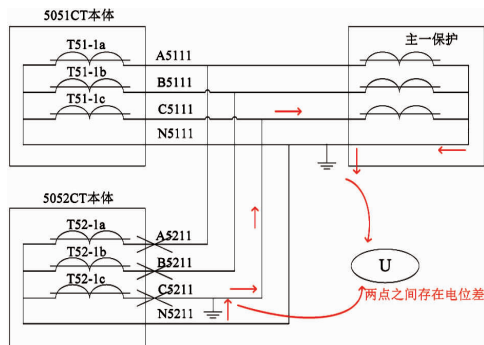 5051CT本体
T51-1a
A5111
T51-1b
B5111
T51-1c
C5111
N5111
主一保护
5052CT本体
T52-1a
A5211
T52-1b
B5211
T52-1c
C5211
N5211
U
两点之间存在电位差